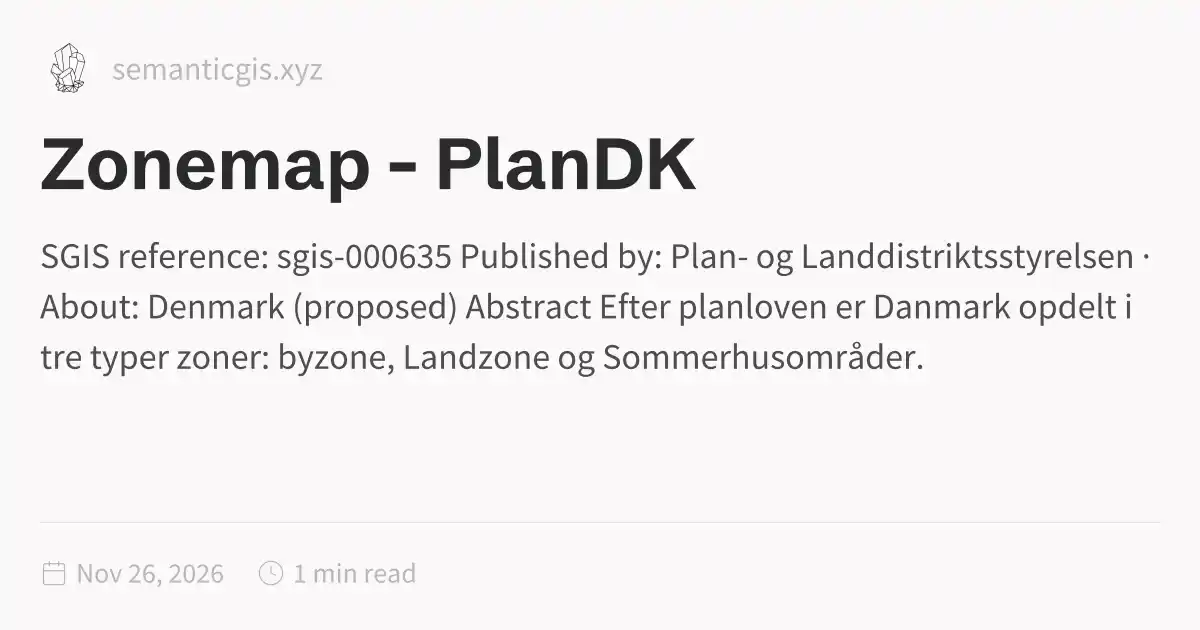 semanticgis.xyz
Zonemap - PlanDK
SGIS reference: sgis-000635 Published by: Plan- og Landdistriktsstyrelsen ·
About: Denmark (proposed) Abstract Efter planloven er Danmark opdelt i
tre typer zoner: byzone, Landzone og Sommerhusområder.
Nov 26, 2026 1 min read